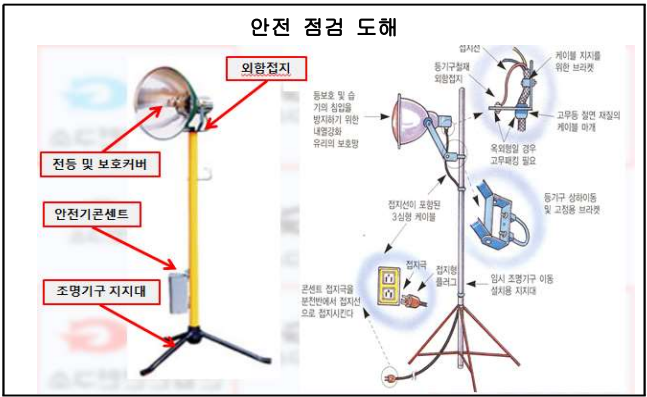 안전 점검 도해
외함접지
전등 및 보호커버
안전기콘센트
조명기구 지지대
접지선
등기구철재
외함접지
케이블 지지를
위한 브라켓
등보호 및 습
기의 침입을
방지하기 위한
내열강화
유리의 보호망
고무등 절연 재질의
케이블 마개
옥외형일 경우
고무패킹 필요
접지선이 포함된
3심형 케이블
등기구 상하이동
및 고정용 브라켓
접지극
접지형
플러그
콘센트 접지극을
분전반에서 접지선
으로 접지시킨다
임시 조명기구 이동
설치용 지지대